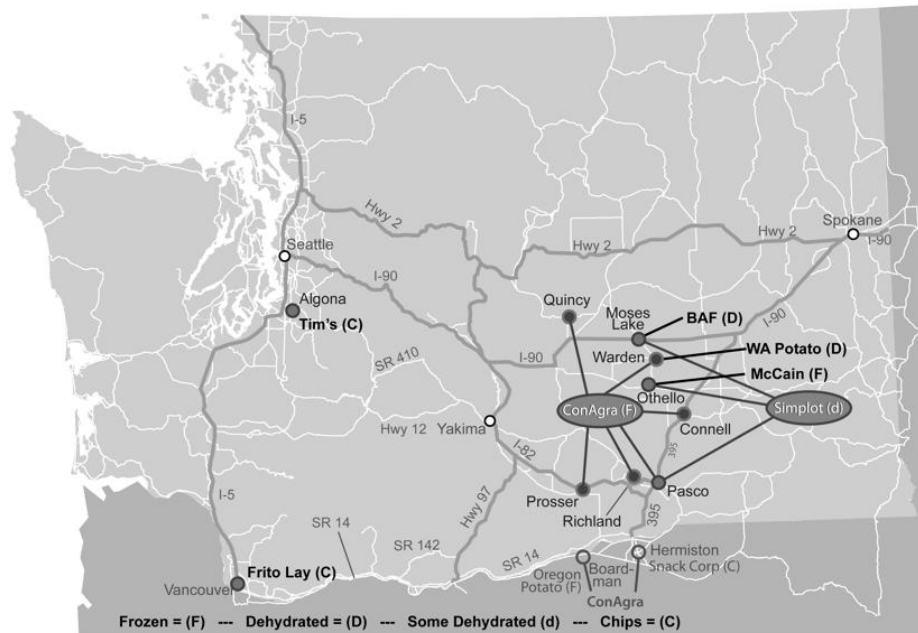 I-5
Hwy 2
Spokane
I-90
Hwy 2
Seattle
I-90
Quincy
Moses
Lake
BAF (D)
I-90
Algona
Tim's (C)
WA Potato (D)
Warden
I-90
SR 410
McCain (F)
Othello
ConAgra (F)
Simplot (d)
Yakima
Hwy 12
Connell
I-82
395
I-5
Hwy 97
Prosser
Richland
Pasco
395
SR 14
SR 142
SR 14
Hermiston
Snack Corp (C)
Board-
man
Oregon
Potato (F)
Frito Lay (C)
Vancouver
ConAgra
Frozen = (F) --- Dehydrated = (D) --- Some Dehydrated (d) --- Chips = (C)